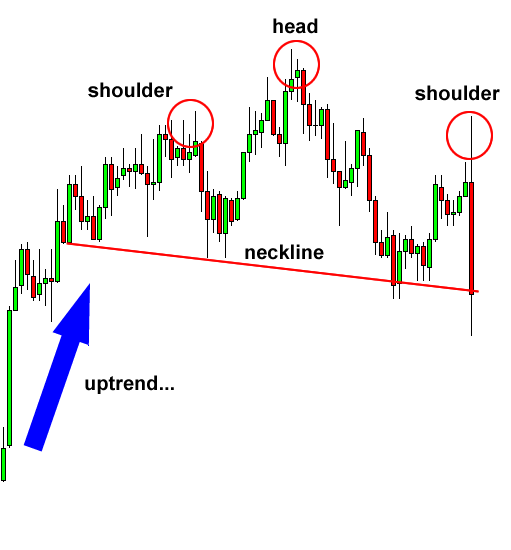 head
shoulder
shoulder
neckline
uptrend...